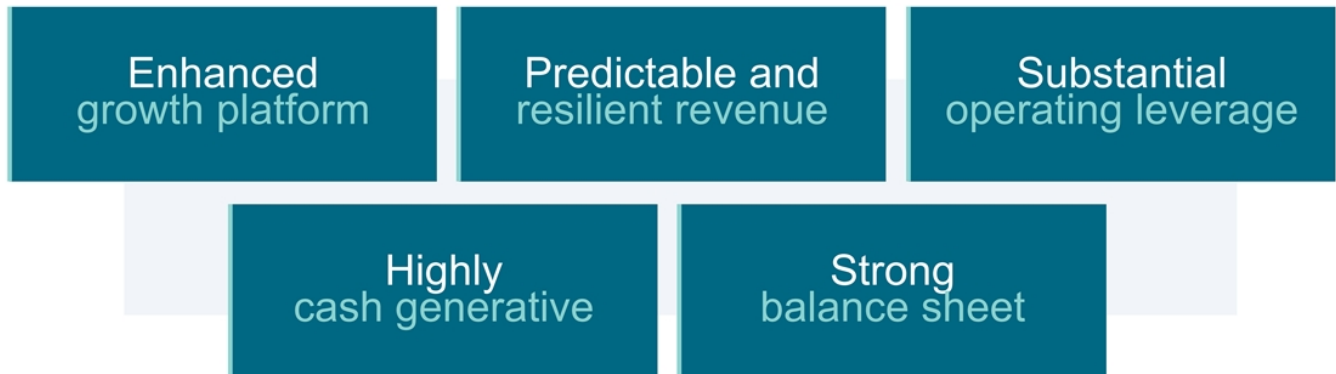 Enhanced
growth platform
Predictable and
resilient revenue
Substantial
operating leverage
Highly
cash generative
Strong
balance sheet